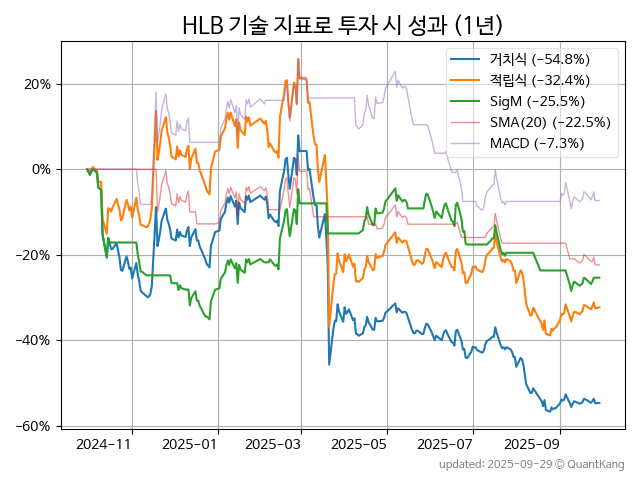 HLB 기술 지표로 투자 시 성과 (1년)
거치식 (−54.8%)
적립식 (−32.4%)
SigM (−25.5%)
SMA(20) (−22.5%)
MACD (−7.3%)
20%
0%
−20%
−40%
−60%
2024−11 2025−01 2025−03 2025−05 2025−07 2025−09
updated: 2025−09−29 © QuantKang